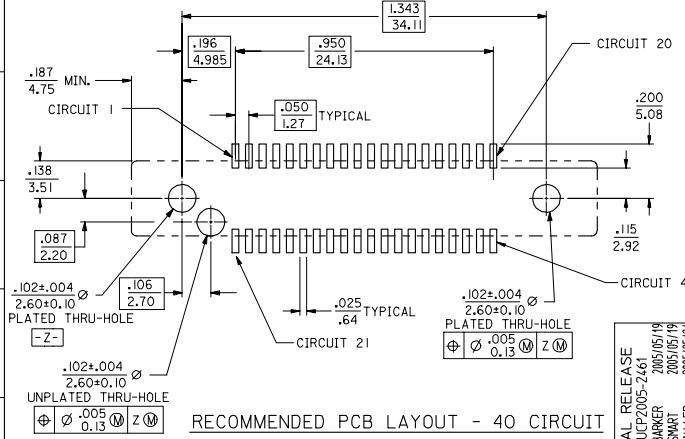 1.343
34.11
.196
4.985
.950
24.13
CIRCUIT 20
.187
4.75 MIN.
CIRCUIT 1
.050
1.27 TYPICAL
.200
5.08
.138
3.51
.087
2.20
.115
2.92
.102±.004
2.60±0.10 Ø
PLATED THRU-HOLE
-Z-
.106
2.70
.025
.64 TYPICAL
CIRCUIT 21
.102±.004
2.60±0.10 Ø
PLATED THRU-HOLE
⌖ Ø .005 Ⓜ Z Ⓜ
0.13
CIRCUIT 4
.102±.004
2.60±0.10 Ø
UNPLATED THRU-HOLE
⌖ Ø .005 Ⓜ Z Ⓜ
0.13
RECOMMENDED PCB LAYOUT - 40 CIRCUIT
AL RELEASE
UCP2005-2461
ARKER 2005/05/19
MART 2005/05/19